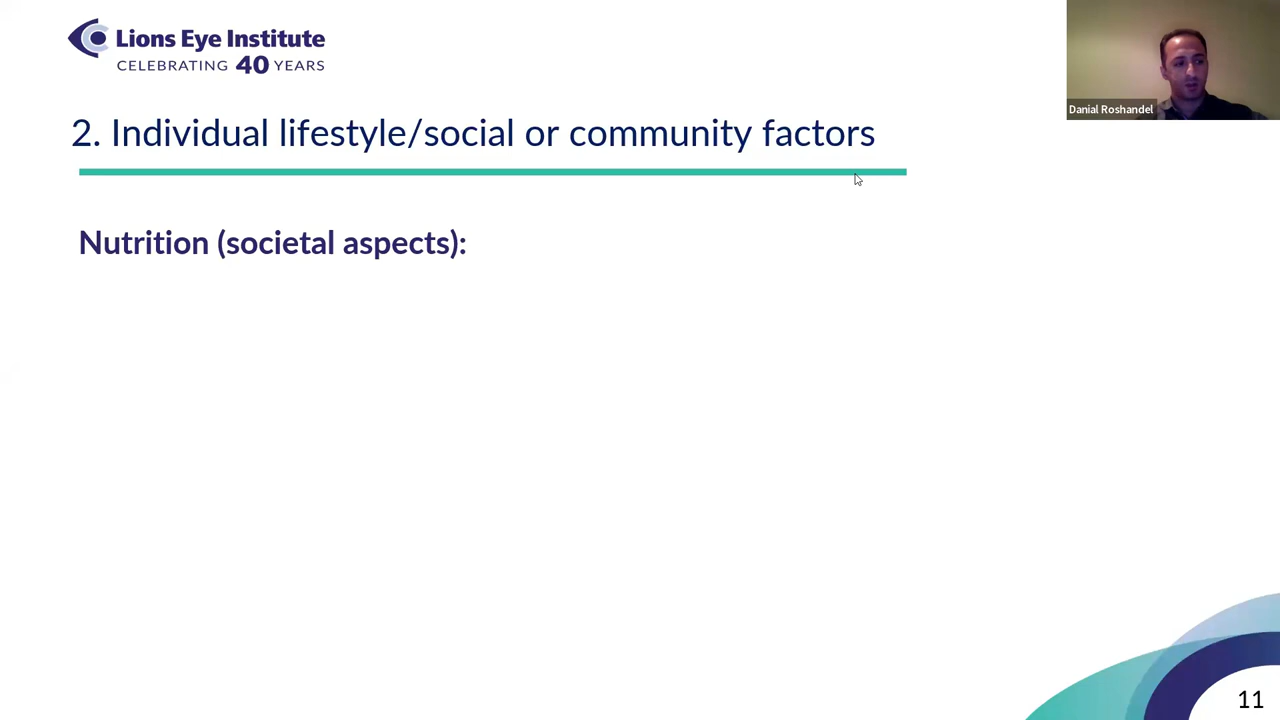 Lions Eye Institute
CELEBRATING 40 YEARS
Danial Roshandel
2. Individual lifestyle/social or community factors
Nutrition (societal aspects):
11